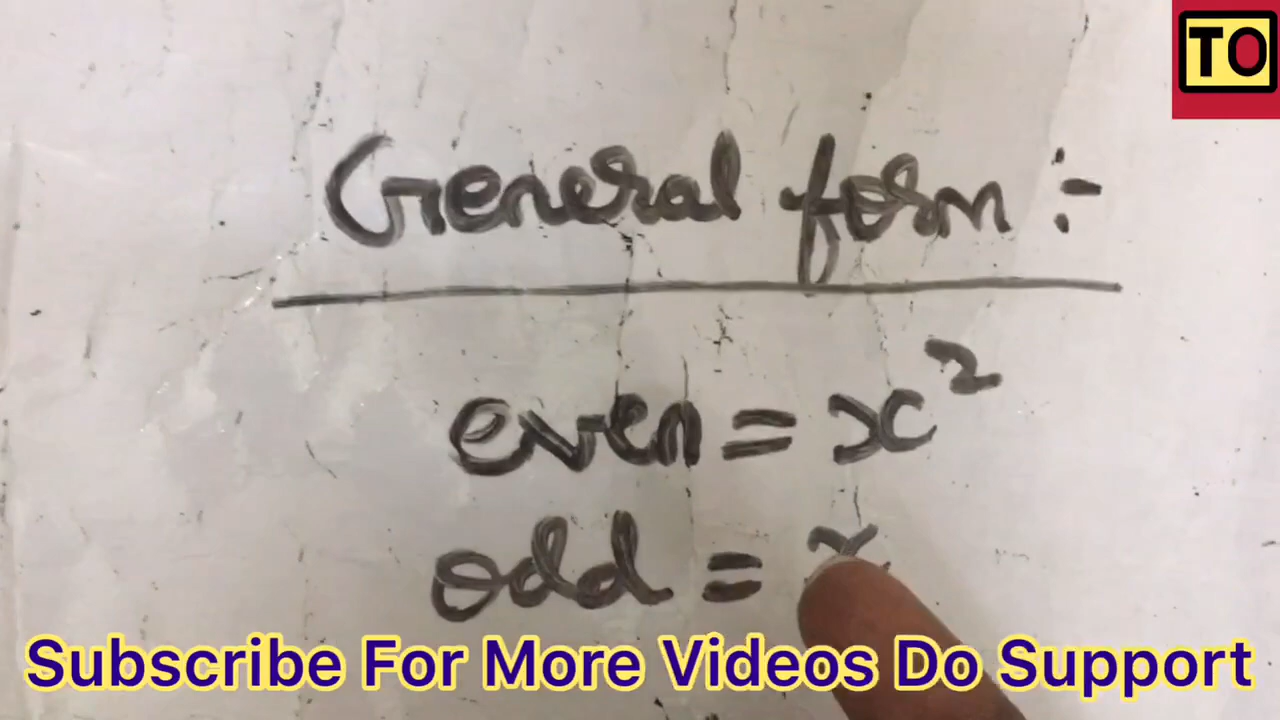 TO
General form :-
even = x²
odd = x
Subscribe For More Videos Do Support